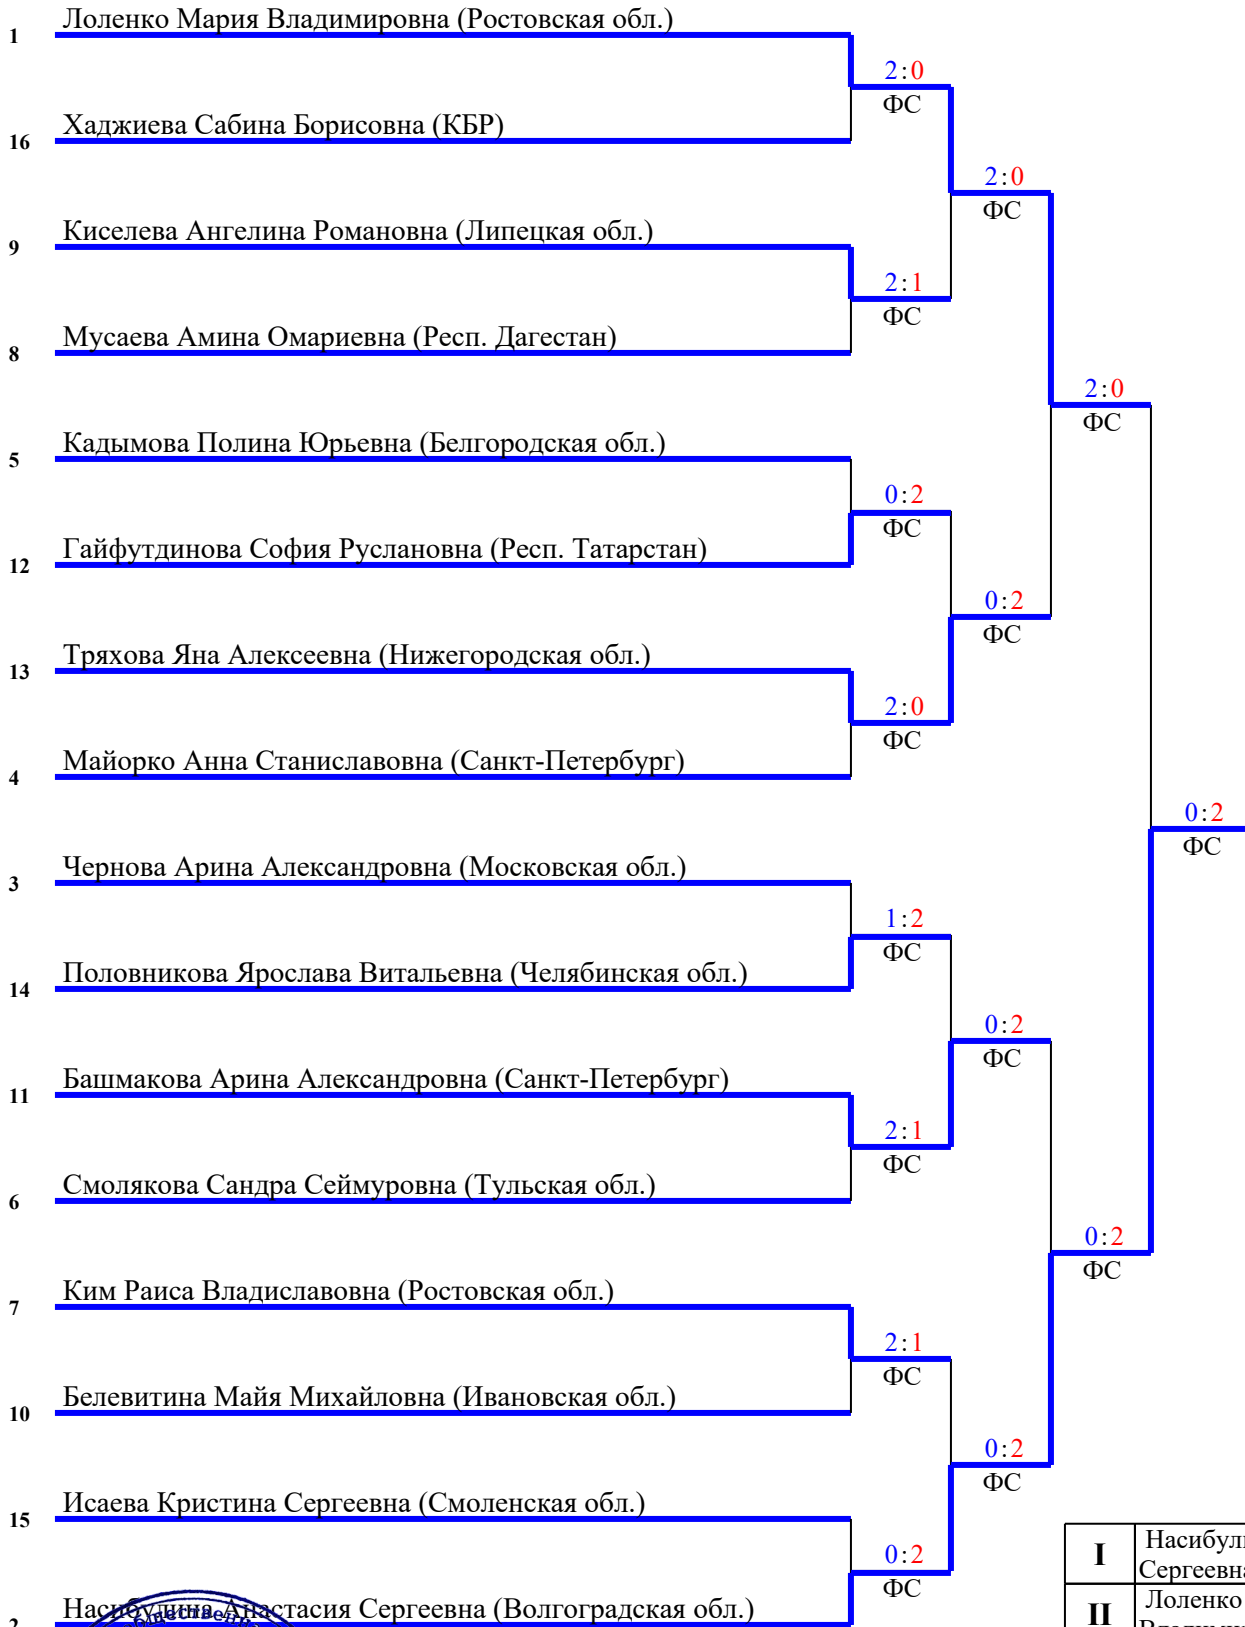 Лоленко Мария Владимировна (Ростовская обл.)
1
2:0
ФС
Хаджиева Сабина Борисовна (КБР)
16
2:0
ФС
Киселева Ангелина Романовна (Липецкая обл.)
9
2:1
ФС
Мусаева Амина Омариевна (Респ. Дагестан)
8
2:0
ФС
Кадымова Полина Юрьевна (Белгородская обл.)
5
0:2
ФС
Гайфутдинова София Руслановна (Респ. Татарстан)
12
0:2
ФС
Тряхова Яна Алексеевна (Нижегородская обл.)
13
2:0
ФС
Майорко Анна Станиславовна (Санкт-Петербург)
4
0:2
ФС
Чернова Арина Александровна (Московская обл.)
3
1:2
ФС
Половникова Ярослава Витальевна (Челябинская обл.)
14
0:2
ФС
Башмакова Арина Александровна (Санкт-Петербург)
11
2:1
ФС
Смолякова Сандра Сеймуровна (Тульская обл.)
6
0:2
ФС
Ким Раиса Владиславовна (Ростовская обл.)
7
2:1
ФС
Белевитина Майя Михайловна (Ивановская обл.)
10
0:2
ФС
Исаева Кристина Сергеевна (Смоленская обл.)
15
0:2
ФС
Насибулина Анастасия Сергеевна (Волгоградская обл.)
2
I
II
Лоленко